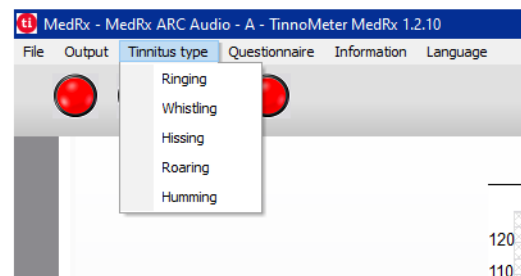 ti MedRx - MedRx ARC Audio - A - TinnoMeter MedRx 1.2.10
File Output Tinnitus type Questionnaire Information Language
Ringing
Whistling
Hissing
Roaring
Humming
120
110